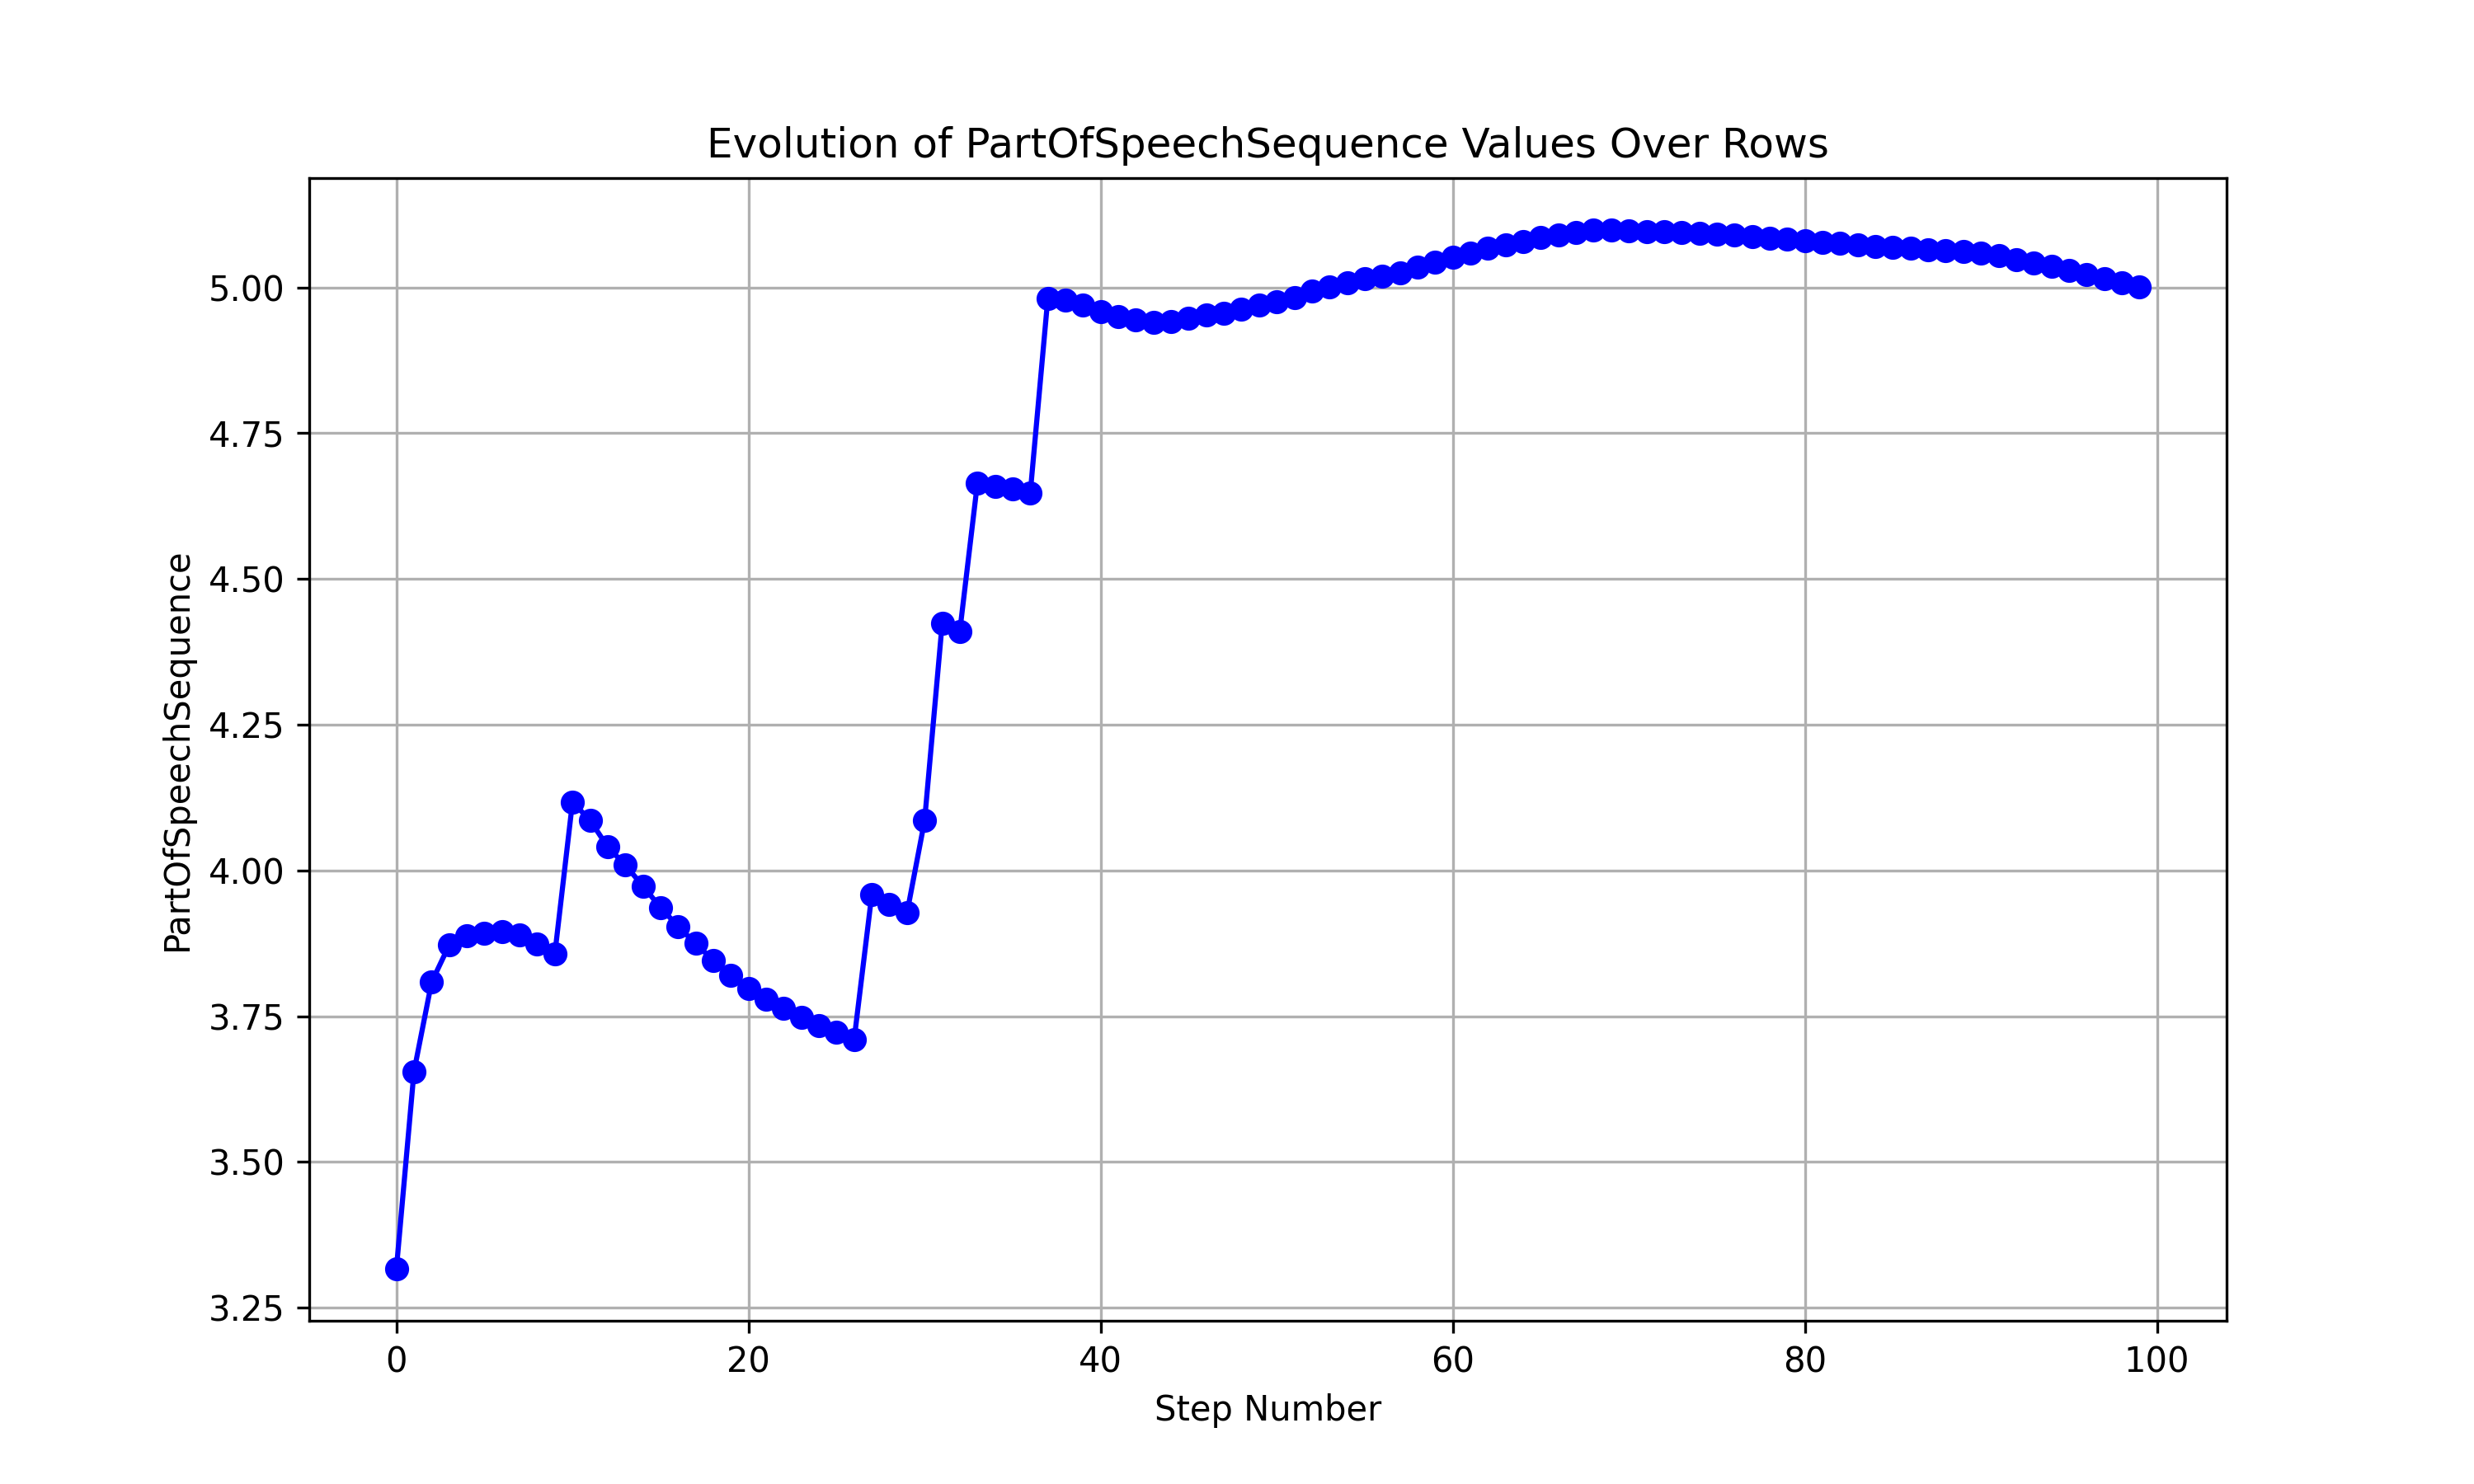 Evolution of PartOfSpeechSequence Values Over Rows
PartOfSpeechSequence
5.00
4.75
4.50
4.25
4.00
3.75
3.50
3.25
0 20 40 60 80 100
Step Number